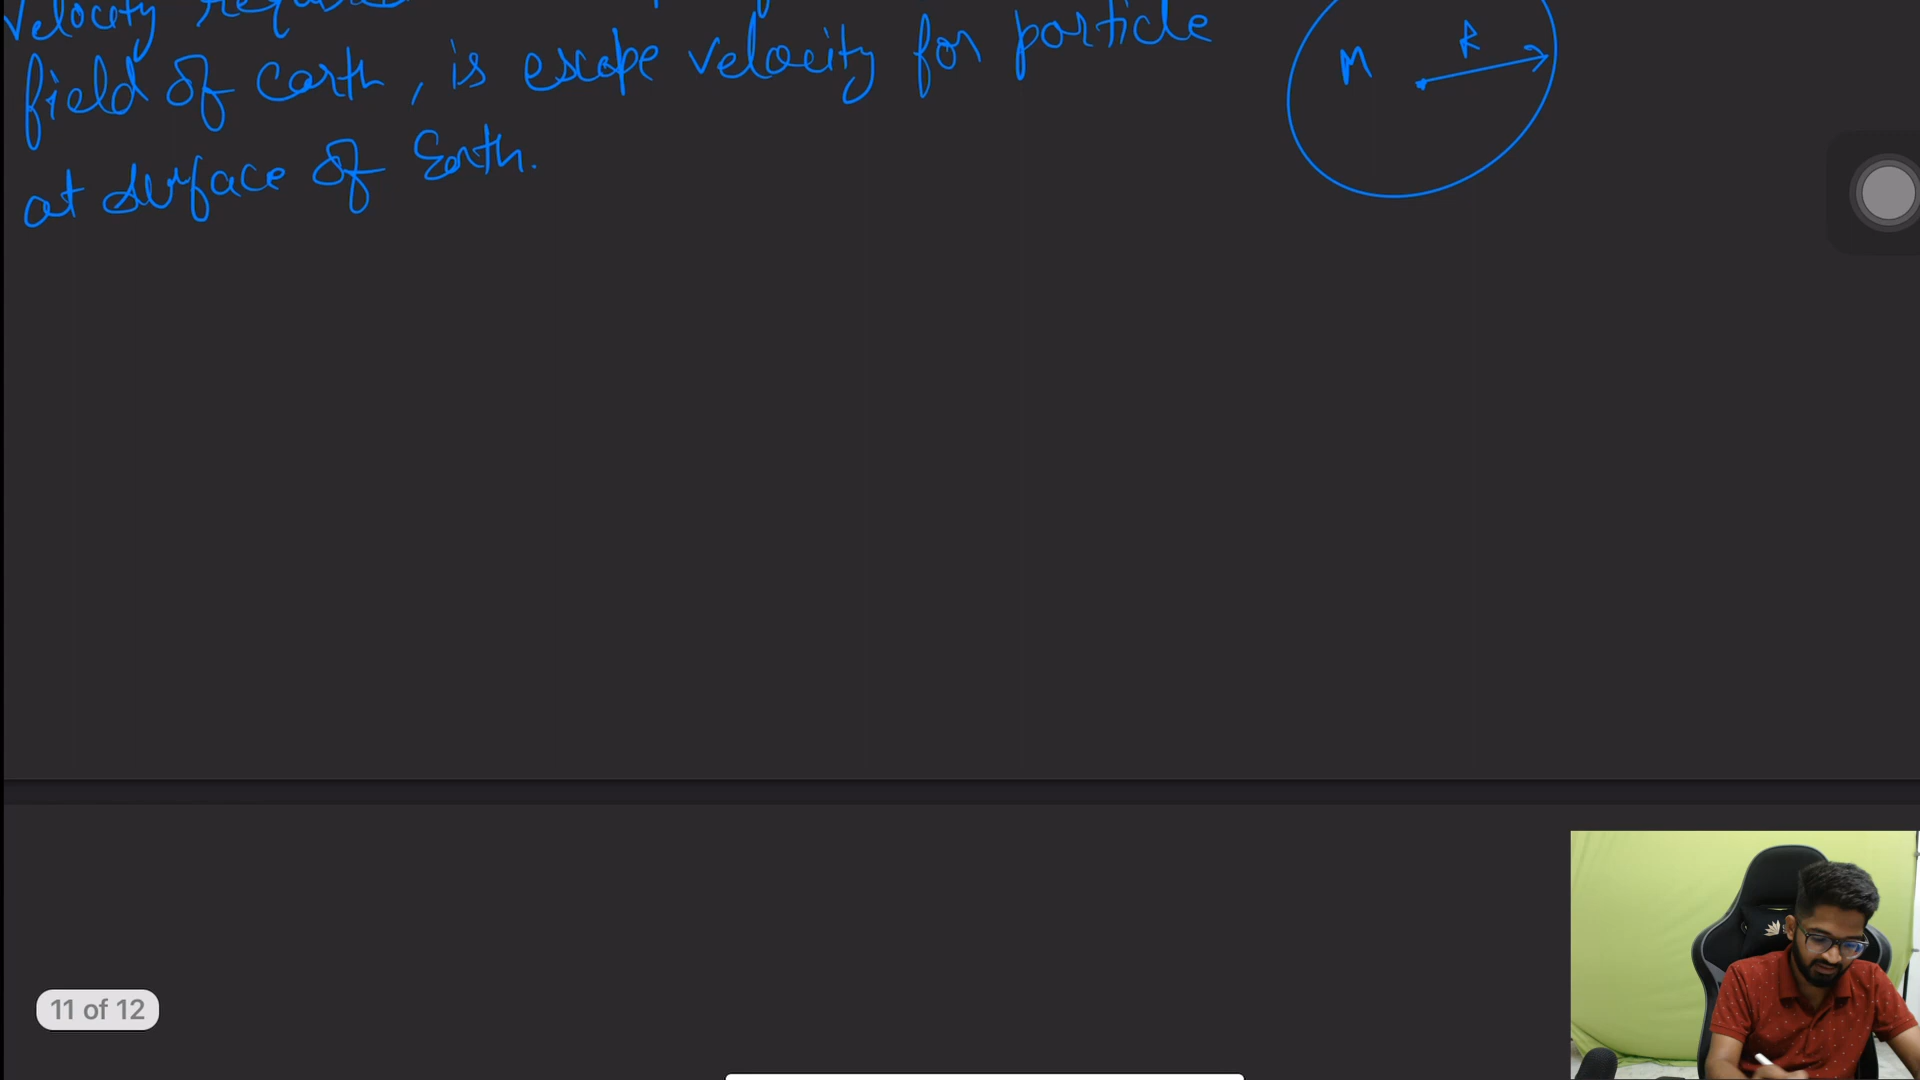 Velocity
field of earth, is escape velocity for particle
at surface of Earth.
M
R
11 of 12